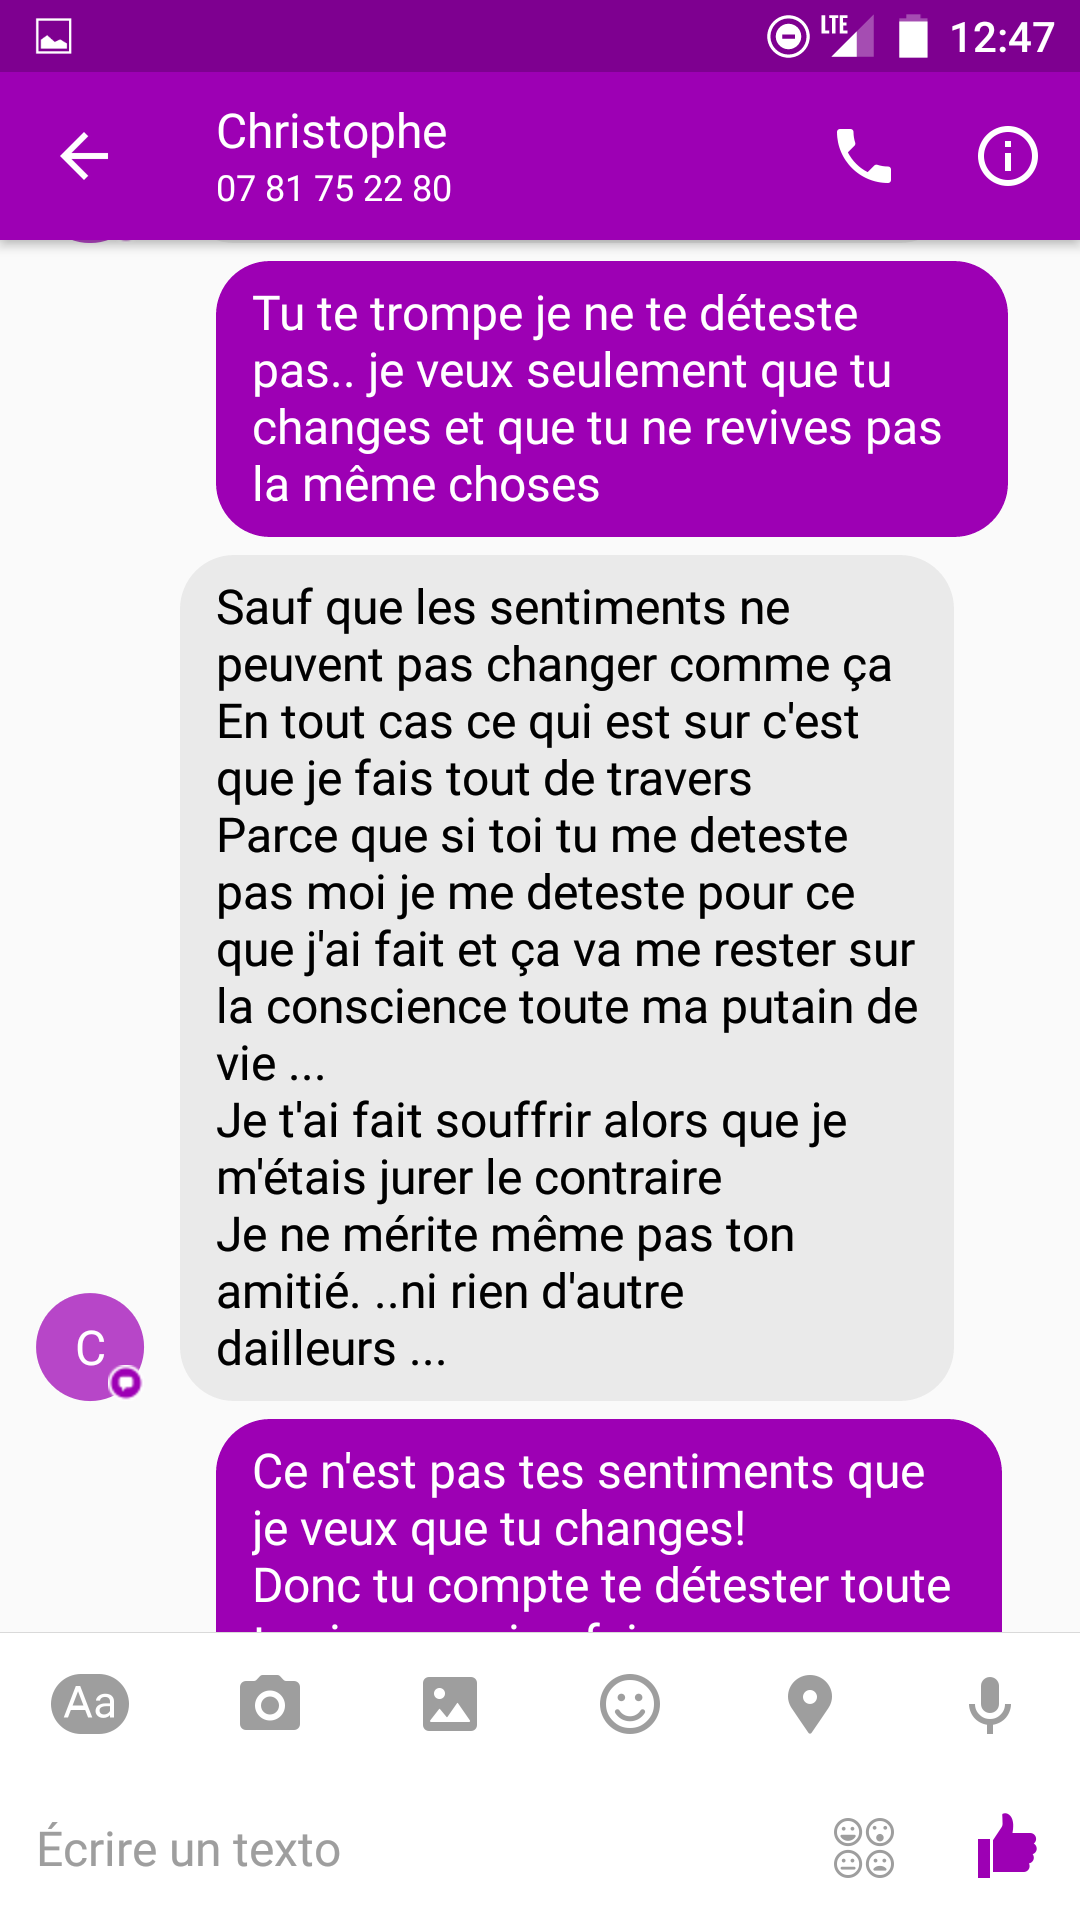 LTE 12:47
Christophe
07 81 75 22 80
Tu te trompe je ne te déteste
pas.. je veux seulement que tu
changes et que tu ne revives pas
la même choses
Sauf que les sentiments ne
peuvent pas changer comme ça
En tout cas ce qui est sur c'est
que je fais tout de travers
Parce que si toi tu me deteste
pas moi je me deteste pour ce
que j'ai fait et ça va me rester sur
la conscience toute ma putain de
vie ...
Je t'ai fait souffrir alors que je
m'étais jurer le contraire
Je ne mérite même pas ton
amitié. ..ni rien d'autre
dailleurs ...
C
Ce n'est pas tes sentiments que
je veux que tu changes!
Donc tu compte te détester toute
Aa
Écrire un texto